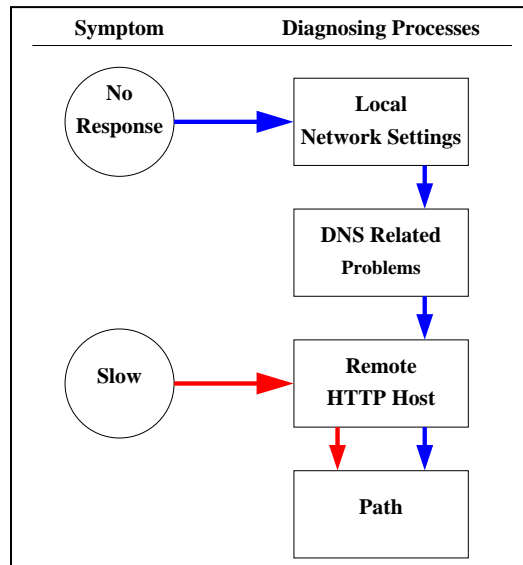 Symptom
Diagnosing Processes
No
Response
Local
Network Settings
DNS Related
Problems
Slow
Remote
HTTP Host
Path